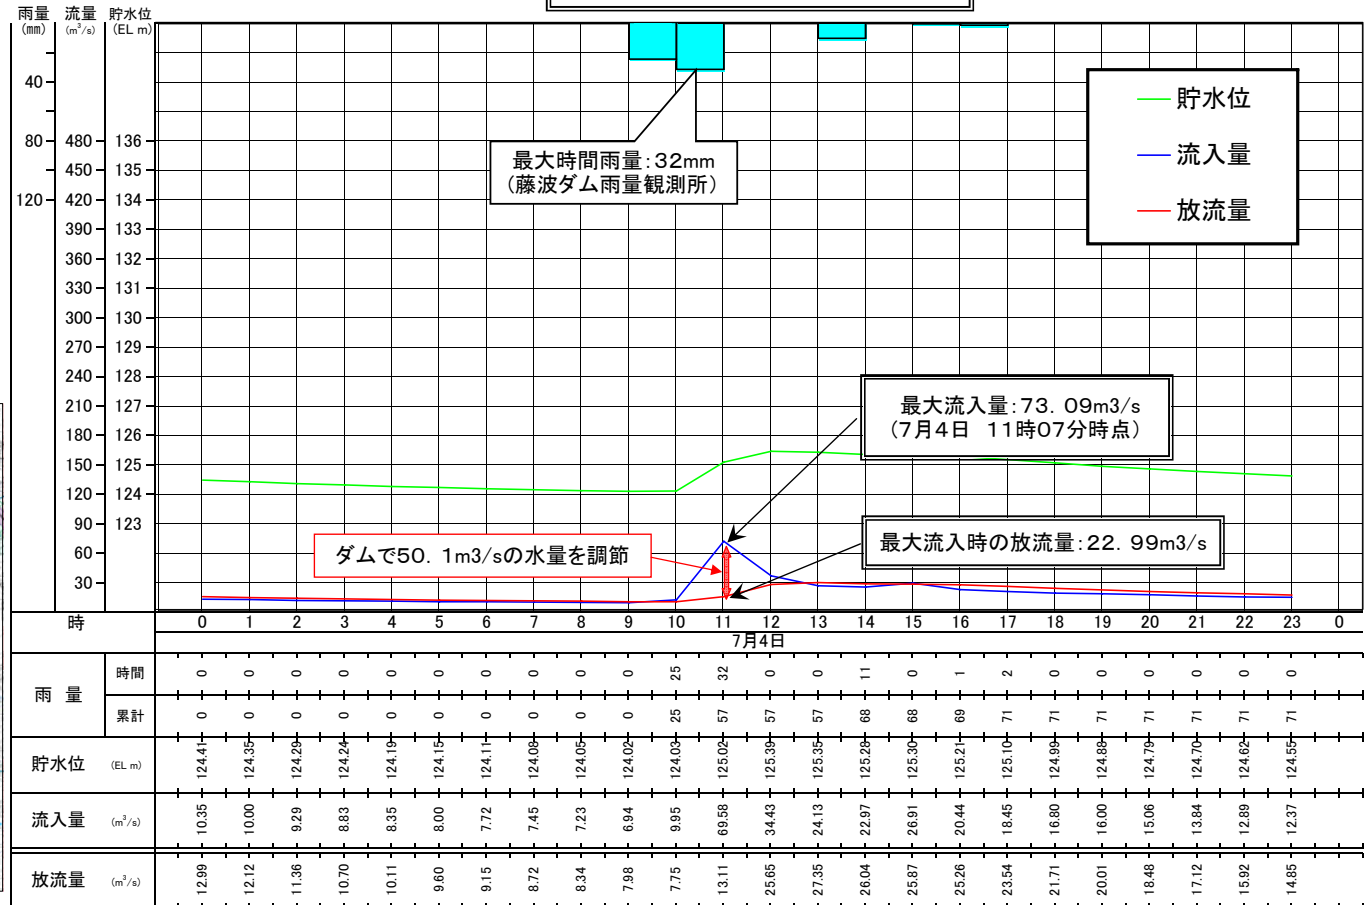 雨量 流量 貯水位
(mm) (m³/s) (EL m)
40
80 480 136
450 135
120 420 134
390 133
360 132
330 131
300 130
270 129
240 128
210 127
180 126
150 125
120 124
90 123
60
30
貯水位
流入量
放流量
最大時間雨量:32mm
(藤波ダム雨量観測所)
最大流入量:73.09m3/s
(7月4日 11時07分時点)
最大流入時の放流量:22.99m3/s
ダムで50.1m3/sの水量を調節
時 0 1 2 3 4 5 6 7 8 9 10 11 12 13 14 15 16 17 18 19 20 21 22 23 0
7月4日
雨量
時間 0 0 0 0 0 0 0 0 0 0 25 32 0 0 11 0 1 2 0 0 0 0 0 0
累計 0 0 0 0 0 0 0 0 0 0 25 57 57 57 68 68 69 71 71 71 71 71 71 71
貯水位 (EL m) 124.41 124.35 124.29 124.24 124.19 124.15 124.11 124.08 124.05 124.02 124.03 125.02 125.39 125.35 125.28 125.30 125.21 125.10 124.99 124.88 124.79 124.70 124.62 124.55
流入量 (m³/s) 10.35 10.00 9.29 8.83 8.35 8.00 7.72 7.45 7.23 6.94 9.95 69.58 34.43 24.13 22.97 26.91 20.44 18.45 16.80 16.00 15.06 13.84 12.89 12.37
放流量 (m³/s) 12.99 12.12 11.36 10.70 10.11 9.60 9.15 8.72 8.34 7.98 7.75 13.11 25.65 27.35 26.04 25.87 25.26 23.54 21.71 20.01 18.48 17.12 15.92 14.85